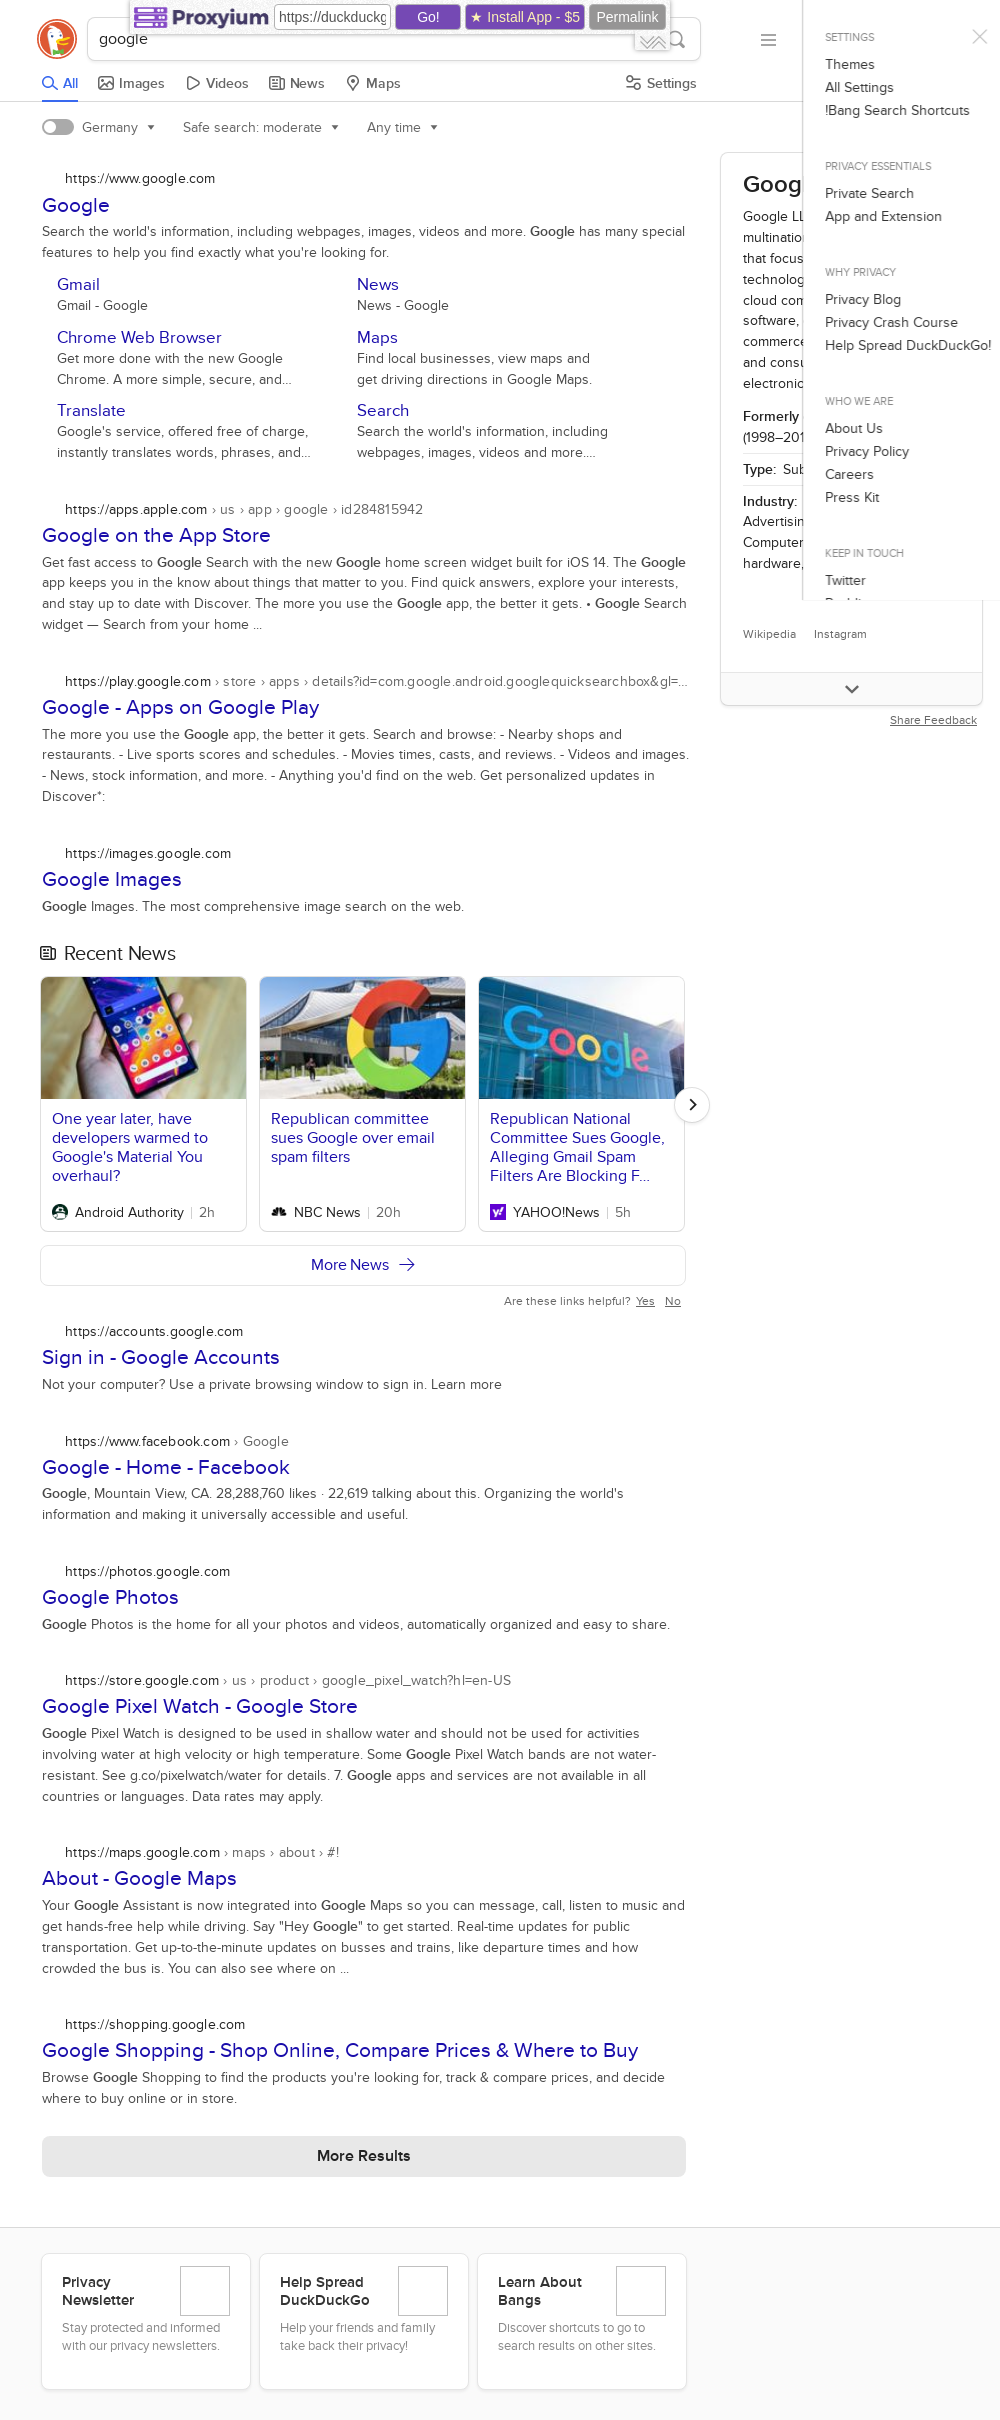 Proxyium
https://duckduckg
Go!
★ Install App - $5
Permalink
google
All
Images
Videos
News
Maps
Settings
Germany
Safe search: moderate
Any time
https://www.google.com
Google
Search the world's information, including webpages, images, videos and more. Google has many special
features to help you find exactly what you're looking for.
Gmail
Gmail - Google
News
News - Google
Chrome Web Browser
Get more done with the new Google
Chrome. A more simple, secure, and...
Maps
Find local businesses, view maps and
get driving directions in Google Maps.
Translate
Google's service, offered free of charge,
instantly translates words, phrases, and...
Search
Search the world's information, including
webpages, images, videos and more....
https://apps.apple.com › us › app › google › id284815942
Google on the App Store
Get fast access to Google Search with the new Google home screen widget built for iOS 14. The Google
app keeps you in the know about things that matter to you. Find quick answers, explore your interests,
and stay up to date with Discover. The more you use the Google app, the better it gets. • Google Search
widget — Search from your home ...
https://play.google.com › store › apps › details?id=com.google.android.googlequicksearchbox&gl=...
Google - Apps on Google Play
The more you use the Google app, the better it gets. Search and browse: - Nearby shops and
restaurants. - Live sports scores and schedules. - Movies times, casts, and reviews. - Videos and images.
- News, stock information, and more. - Anything you'd find on the web. Get personalized updates in
Discover*:
https://images.google.com
Google Images
Google Images. The most comprehensive image search on the web.
Recent News
Google
One year later, have
developers warmed to
Google's Material You
overhaul?
Android Authority | 2h
Republican committee
sues Google over email
spam filters
NBC News | 20h
Republican National
Committee Sues Google,
Alleging Gmail Spam
Filters Are Blocking F...
YAHOO!News | 5h
More News
Are these links helpful? Yes No
https://accounts.google.com
Sign in - Google Accounts
Not your computer? Use a private browsing window to sign in. Learn more
https://www.facebook.com › Google
Google - Home - Facebook
Google, Mountain View, CA. 28,288,760 likes · 22,619 talking about this. Organizing the world's
information and making it universally accessible and useful.
https://photos.google.com
Google Photos
Google Photos is the home for all your photos and videos, automatically organized and easy to share.
https://store.google.com › us › product › google_pixel_watch?hl=en-US
Google Pixel Watch - Google Store
Google Pixel Watch is designed to be used in shallow water and should not be used for activities
involving water at high velocity or high temperature. Some Google Pixel Watch bands are not water-
resistant. See g.co/pixelwatch/water for details. 7. Google apps and services are not available in all
countries or languages. Data rates may apply.
https://maps.google.com › maps › about › #!
About - Google Maps
Your Google Assistant is now integrated into Google Maps so you can message, call, listen to music and
get hands-free help while driving. Say "Hey Google" to get started. Real-time updates for public
transportation. Get up-to-the-minute updates on busses and trains, like departure times and how
crowded the bus is. You can also see where on ...
https://shopping.google.com
Google Shopping - Shop Online, Compare Prices & Where to Buy
Browse Google Shopping to find the products you're looking for, track & compare prices, and decide
where to buy online or in store.
More Results
Goog
Google LL
multination
that focus
technolog
cloud com
software,
commerce
and consu
electronic
Formerly
(1998–201
Type: Sub
Industry:
Advertisin
Computer
hardware,
Wikipedia
Instagram
Share Feedback
SETTINGS
Themes
All Settings
!Bang Search Shortcuts
PRIVACY ESSENTIALS
Private Search
App and Extension
WHY PRIVACY
Privacy Blog
Privacy Crash Course
Help Spread DuckDuckGo!
WHO WE ARE
About Us
Privacy Policy
Careers
Press Kit
KEEP IN TOUCH
Twitter
Privacy
Newsletter
Stay protected and informed
with our privacy newsletters.
Help Spread
DuckDuckGo
Help your friends and family
take back their privacy!
Learn About
Bangs
Discover shortcuts to go to
search results on other sites.